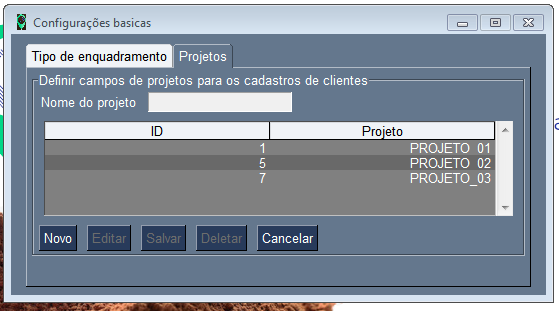 Configurações basicas
Tipo de enquadramento Projetos
Definir campos de projetos para os cadastros de clientes
Nome do projeto
ID Projeto
1 PROJETO_01
5 PROJETO_02
7 PROJETO_03
Novo Editar Salvar Deletar Cancelar